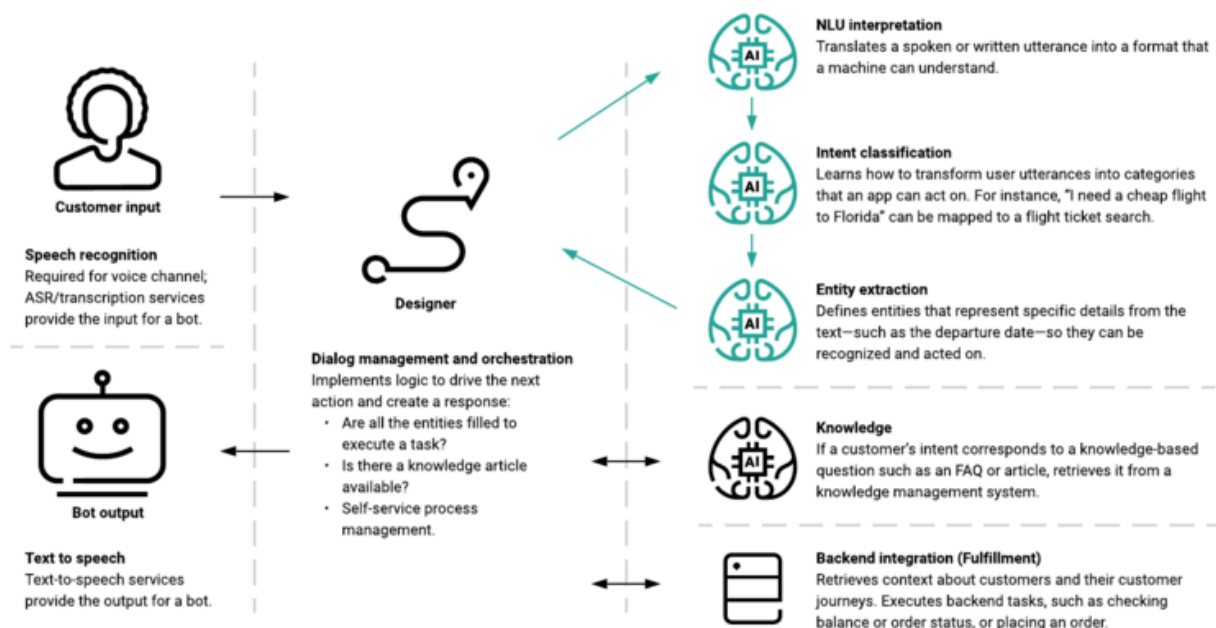 Customer input
Speech recognition
Required for voice channel;
ASR/transcription services
provide the input for a bot.
Bot output
Text to speech
Text-to-speech services
provide the output for a bot.
Designer
Dialog management and orchestration
Implements logic to drive the next
action and create a response:
• Are all the entities filled to
execute a task?
• Is there a knowledge article
available?
• Self-service process
management.
AI
NLU interpretation
Translates a spoken or written utterance into a format that
a machine can understand.
AI
Intent classification
Learns how to transform user utterances into categories
that an app can act on. For instance, “I need a cheap flight
to Florida” can be mapped to a flight ticket search.
AI
Entity extraction
Defines entities that represent specific details from the
text—such as the departure date—so they can be
recognized and acted on.
AI
Knowledge
If a customer’s intent corresponds to a knowledge-based
question such as an FAQ or article, retrieves it from a
knowledge management system.
Backend integration (Fulfillment)
Retrieves context about customers and their customer
journeys. Executes backend tasks, such as checking
balance or order status, or placing an order.